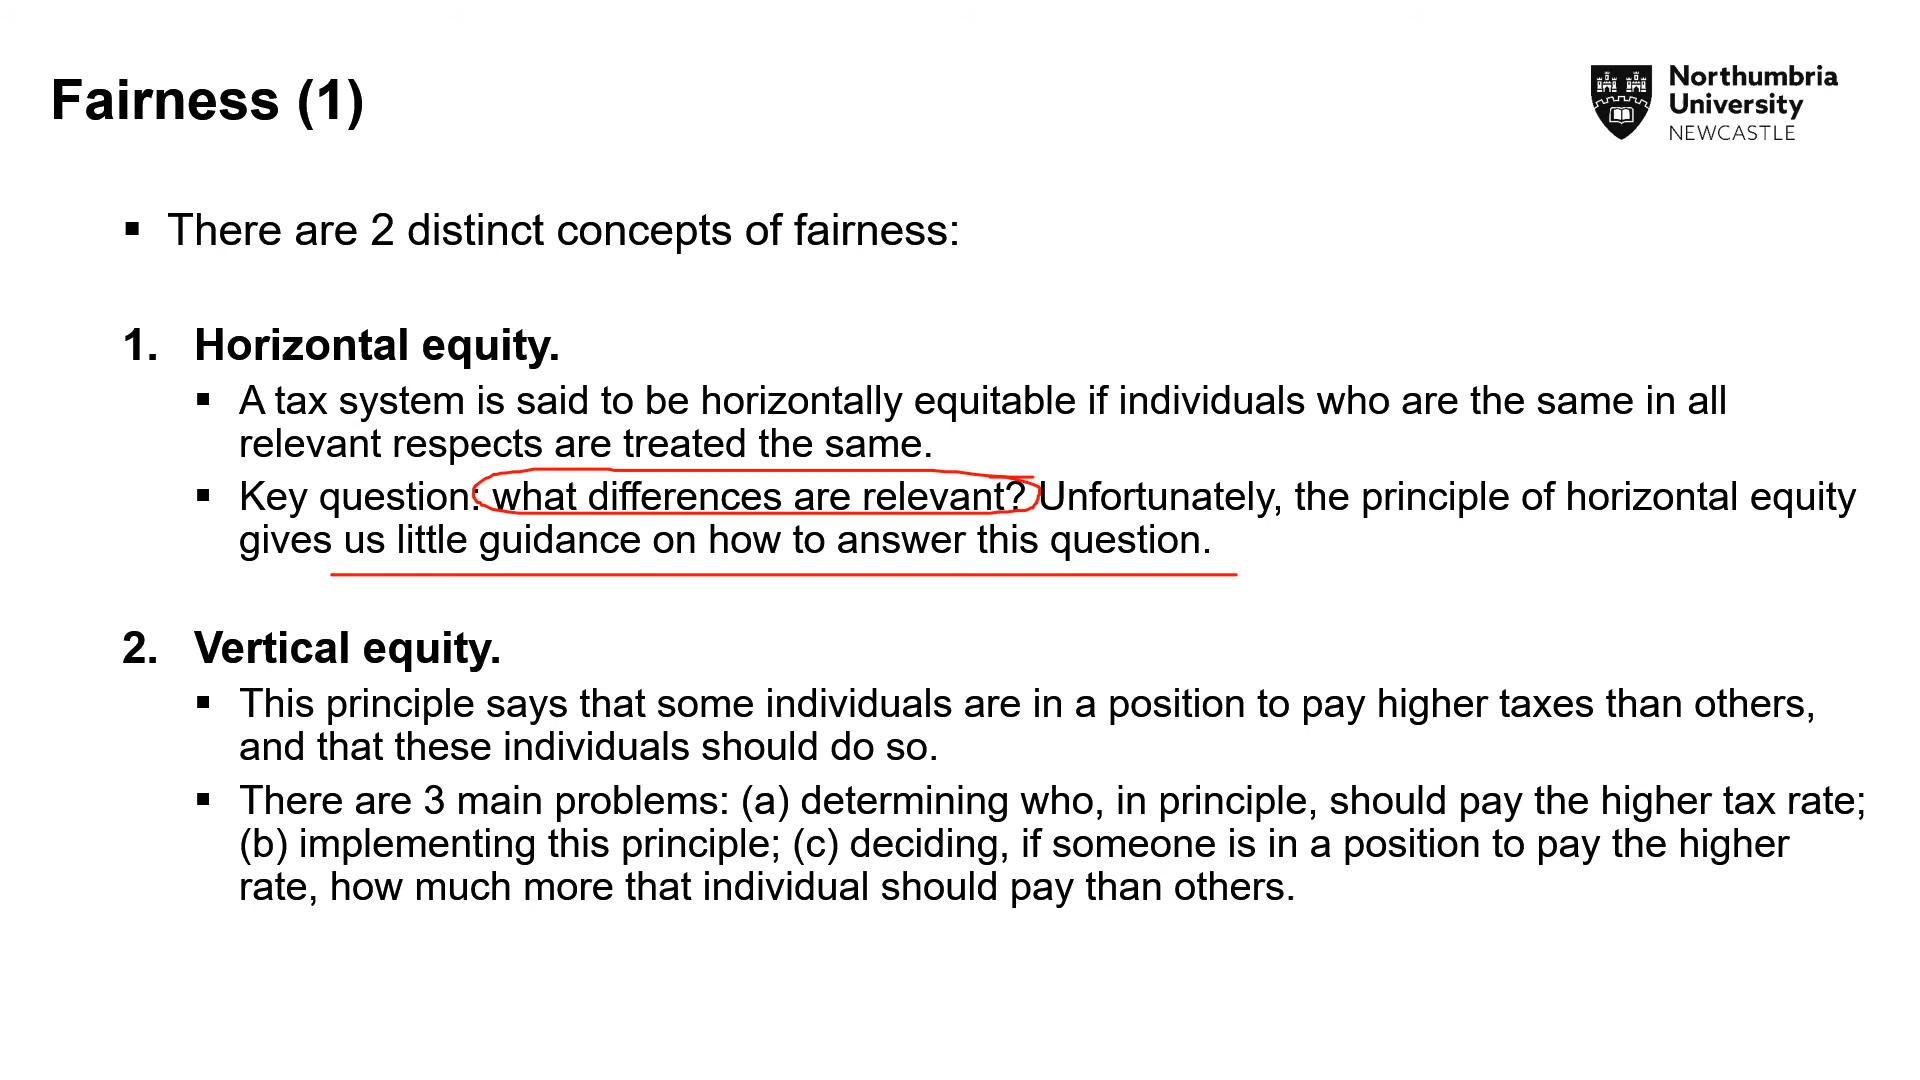 Fairness (1)
Northumbria
University
NEWCASTLE
▪ There are 2 distinct concepts of fairness:
1. Horizontal equity.
▪ A tax system is said to be horizontally equitable if individuals who are the same in all
relevant respects are treated the same.
▪ Key question: what differences are relevant? Unfortunately, the principle of horizontal equity
gives us little guidance on how to answer this question.
2. Vertical equity.
▪ This principle says that some individuals are in a position to pay higher taxes than others,
and that these individuals should do so.
▪ There are 3 main problems: (a) determining who, in principle, should pay the higher tax rate;
(b) implementing this principle; (c) deciding, if someone is in a position to pay the higher
rate, how much more that individual should pay than others.